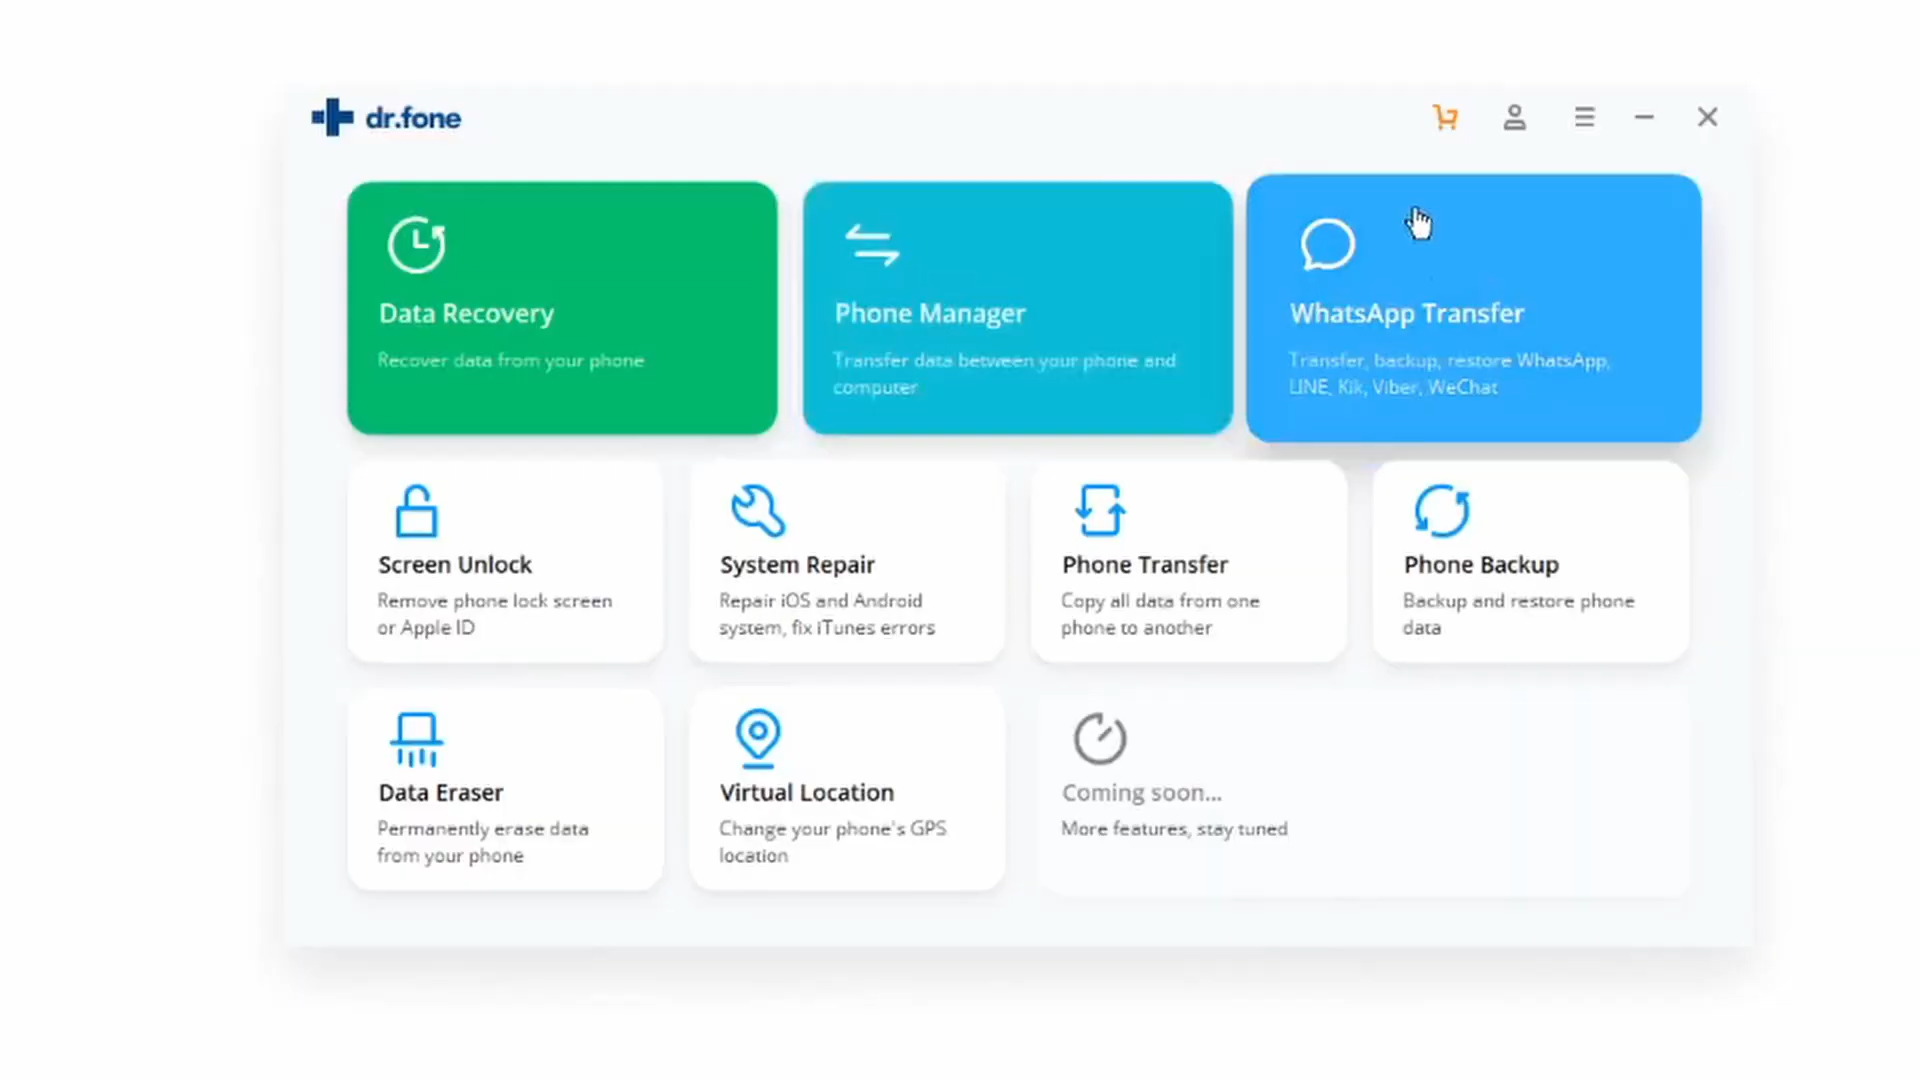 dr.fone
Data Recovery
Recover data from your phone
Phone Manager
Transfer data between your phone and
computer
WhatsApp Transfer
Transfer, backup, restore WhatsApp,
LINE, Kik, Viber, WeChat
Screen Unlock
Remove phone lock screen
or Apple ID
System Repair
Repair iOS and Android
system, fix iTunes errors
Phone Transfer
Copy all data from one
phone to another
Phone Backup
Backup and restore phone
data
Data Eraser
Permanently erase data
from your phone
Virtual Location
Change your phone's GPS
location
Coming soon...
More features, stay tuned